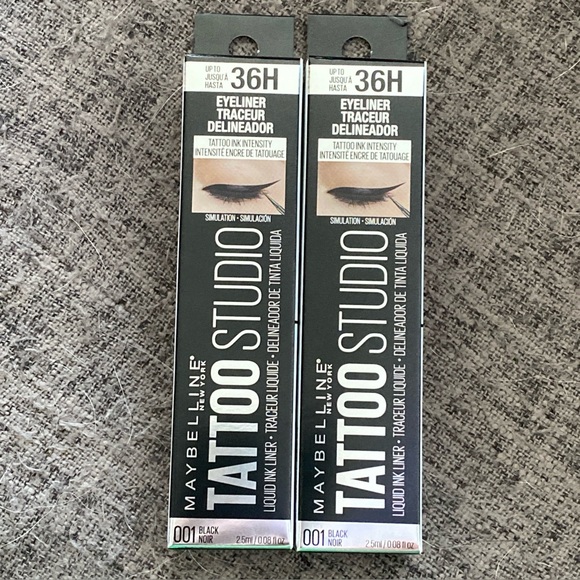 UP TO
JUSQU'À
HASTA
36H
EYELINER
TRACEUR
DELINEADOR
TATTOO INK INTENSITY
INTENSITÉ ENCRE DE TATOUAGE
SIMULATION • SIMULACIÓN
MAYBELLINE®
NEW YORK
TATTOO STUDIO
LIQUID INK LINER • TRACEUR LIQUIDE • DELINEADOR DE TINTA LIQUIDA
001 BLACK
NOIR
2.5ml / 0.08 fl oz
UP TO
JUSQU'À
HASTA
36H
EYELINER
TRACEUR
DELINEADOR
TATTOO INK INTENSITY
INTENSITÉ ENCRE DE TATOUAGE
SIMULATION • SIMULACIÓN
MAYBELLINE®
NEW YORK
TATTOO STUDIO
LIQUID INK LINER • TRACEUR LIQUIDE • DELINEADOR DE TINTA LIQUIDA
001 BLACK
NOIR
2.5ml / 0.08 fl oz